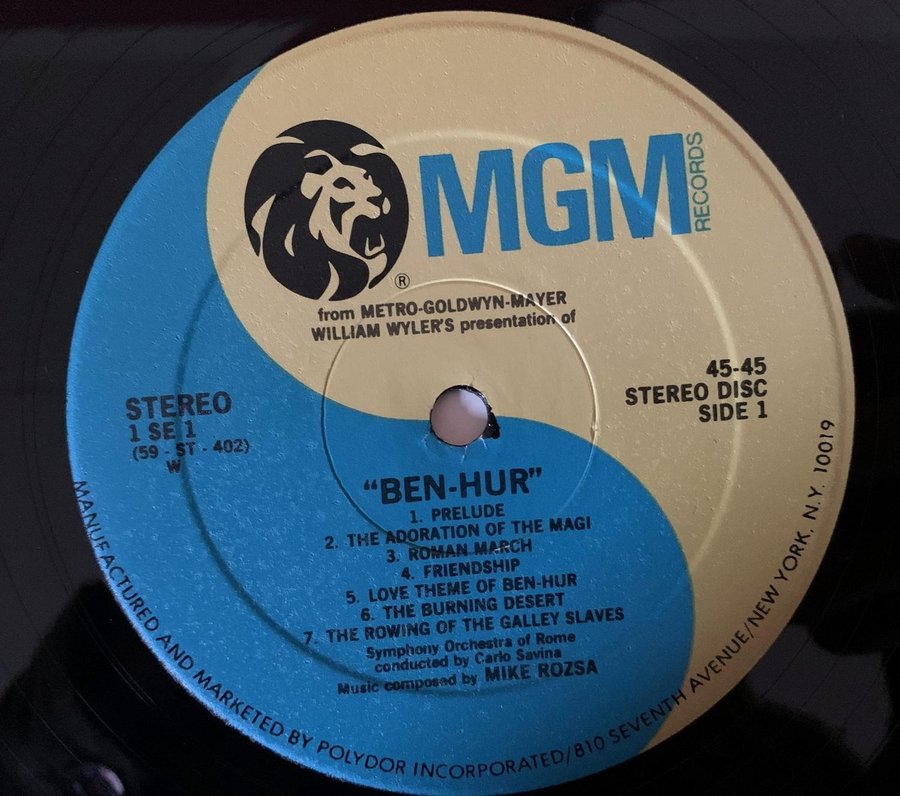 MGM
RECORDS
®
from METRO-GOLDWYN-MAYER
WILLIAM WYLER'S presentation of
STEREO
1 SE 1
(59 - ST - 402)
W
45-45
STEREO DISC
SIDE 1
"BEN-HUR"
1. PRELUDE
2. THE ADORATION OF THE MAGI
3. ROMAN MARCH
4. FRIENDSHIP
5. LOVE THEME OF BEN-HUR
6. THE BURNING DESERT
7. THE ROWING OF THE GALLEY SLAVES
Symphony Orchestra of Rome
conducted by Carlo Savina
Music composed by MIKE ROZSA
MANUFACTURED AND MARKETED BY POLYDOR INCORPORATED/810 SEVENTH AVENUE/NEW YORK, N.Y. 10019